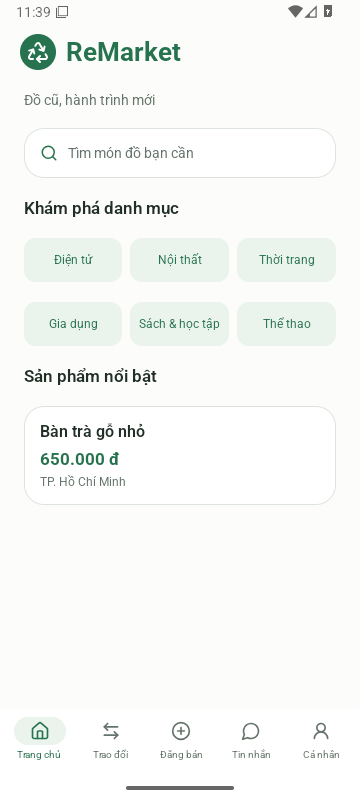 11:39
ReMarket
Đồ cũ, hành trình mới
Tìm món đồ bạn cần
Khám phá danh mục
Điện tử
Nội thất
Thời trang
Gia dụng
Sách & học tập
Thể thao
Sản phẩm nổi bật
Bàn trà gỗ nhỏ
650.000 đ
TP. Hồ Chí Minh
Trang chủ
Trao đổi
Đăng bán
Tin nhắn
Cá nhân